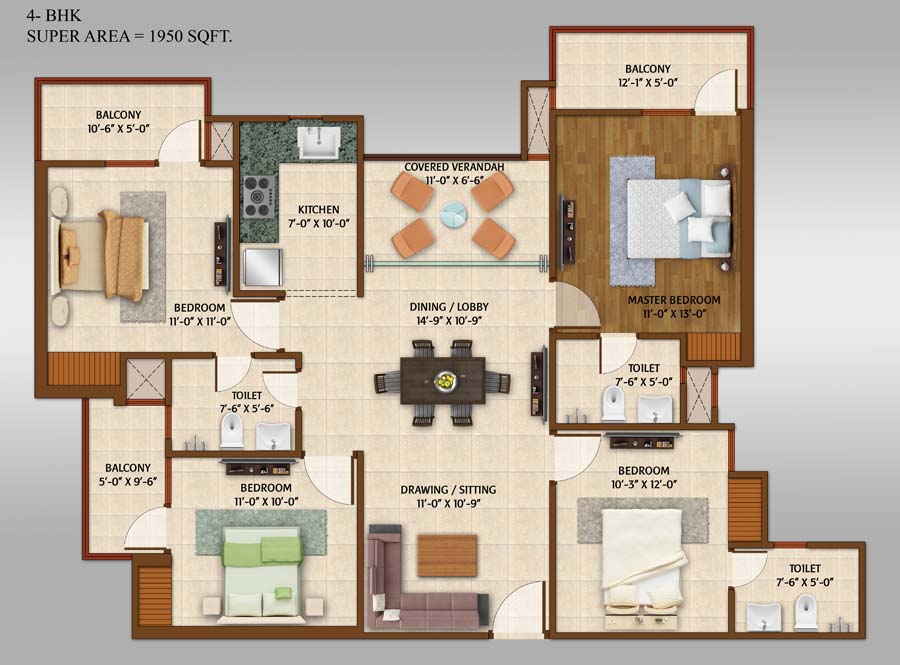 4- BHK
SUPER AREA = 1950 SQFT.
BALCONY
12'-1" X 5'-0"
BALCONY
10'-6" X 5'-0"
COVERED VERANDAH
11'-0" X 6'-6"
KITCHEN
7'-0" X 10'-0"
BEDROOM
11'-0" X 11'-0"
DINING / LOBBY
14'-9" X 10'-9"
MASTER BEDROOM
11'-0" X 13'-0"
TOILET
7'-6" X 5'-6"
TOILET
7'-6" X 5'-0"
BALCONY
5'-0" X 9'-6"
BEDROOM
11'-0" X 10'-0"
DRAWING / SITTING
11'-0" X 10'-9"
BEDROOM
10'-3" X 12'-0"
TOILET
7'-6" X 5'-0"